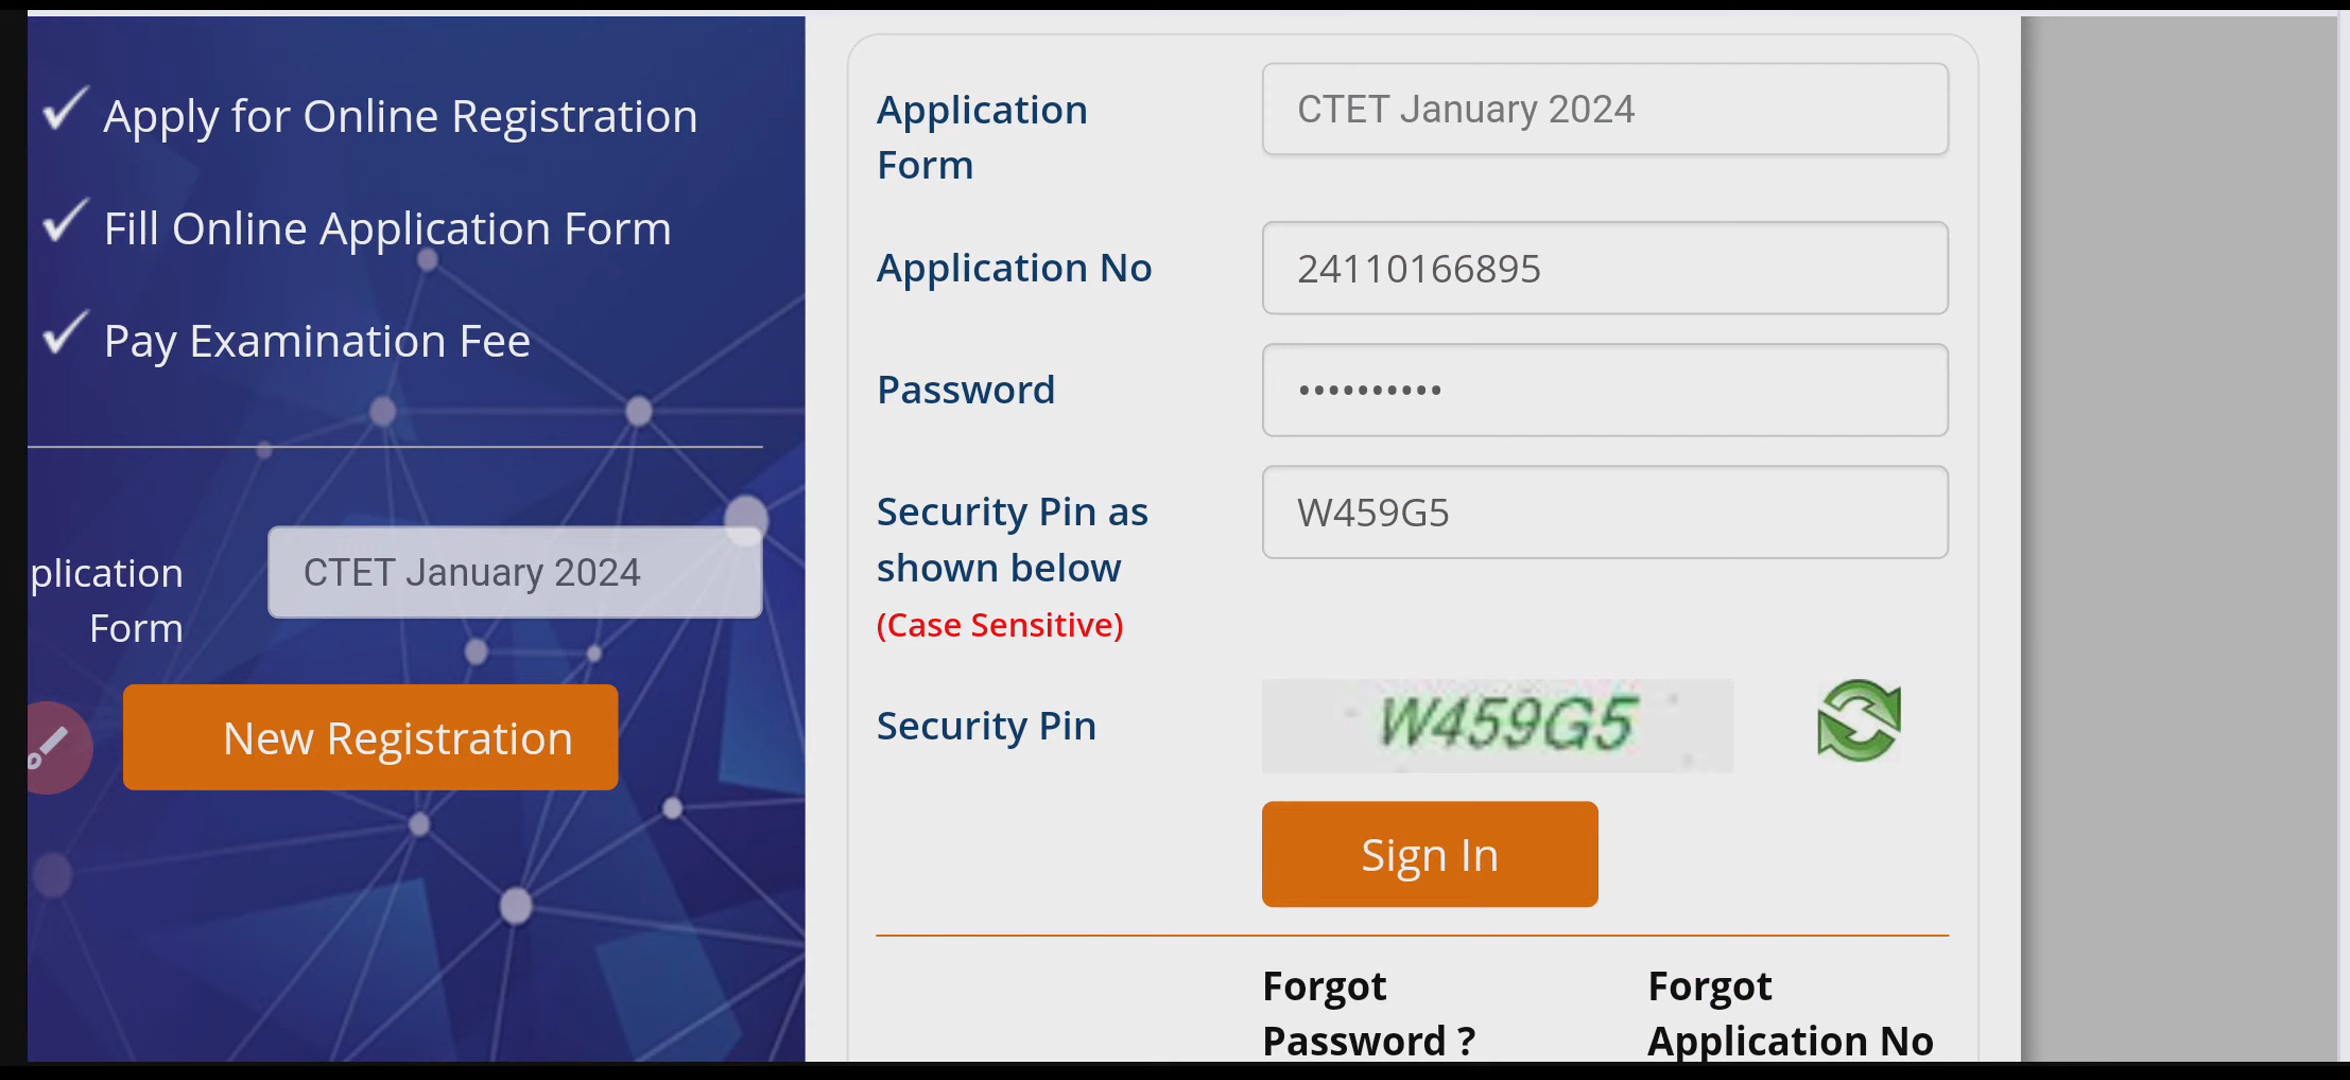 Apply for Online Registration
Fill Online Application Form
Pay Examination Fee
plication
Form
CTET January 2024
New Registration
Application
Form
CTET January 2024
Application No
24110166895
Password
••••••••••
Security Pin as
shown below
(Case Sensitive)
W459G5
Security Pin
W459G5
Sign In
Forgot
Password ?
Forgot
Application No